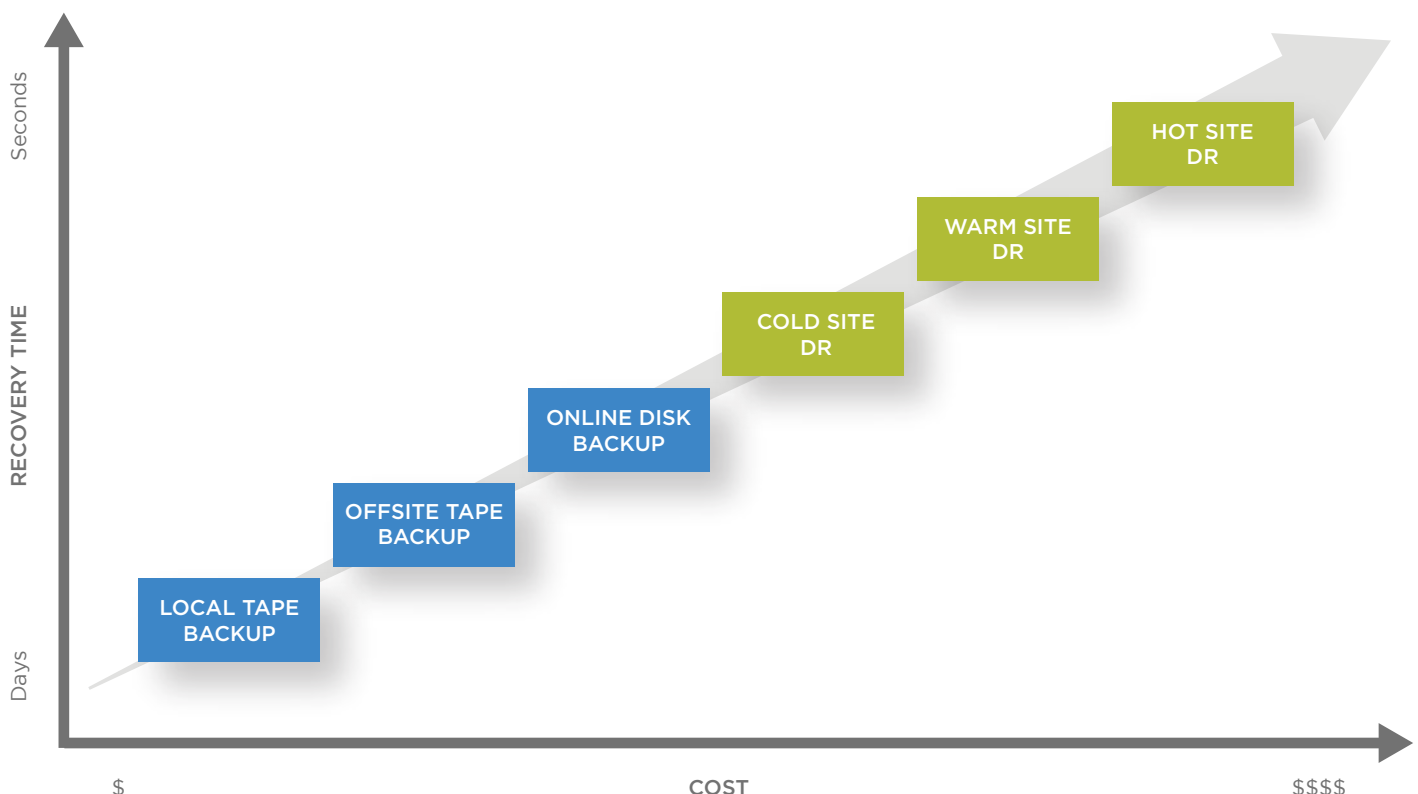 Seconds
RECOVERY TIME
Days
HOT SITE
DR
WARM SITE
DR
COLD SITE
DR
ONLINE DISK
BACKUP
OFFSITE TAPE
BACKUP
LOCAL TAPE
BACKUP
$
COST
$$$$